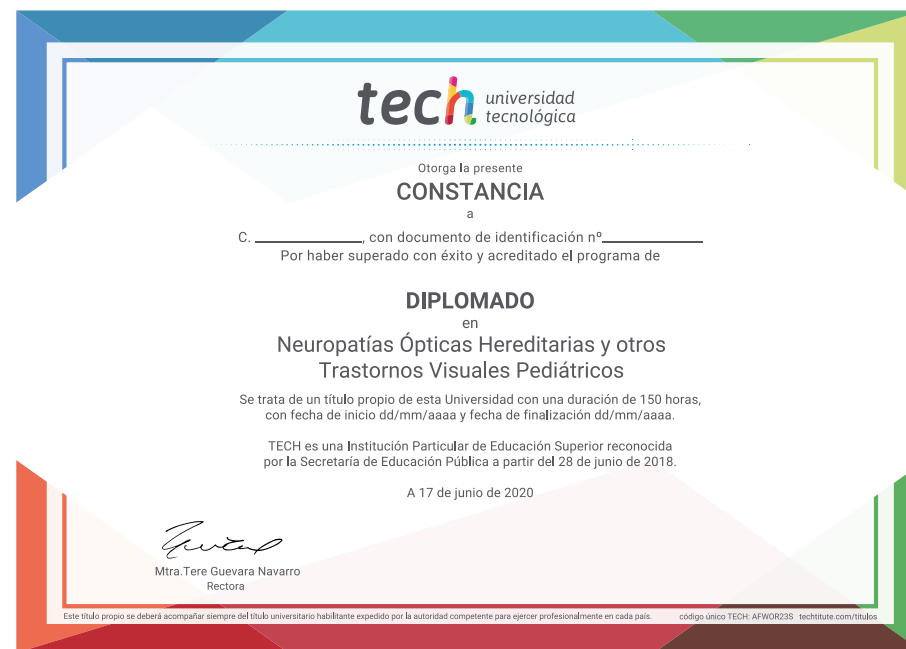 tech universidad
tecnológica
Otorga la presente
CONSTANCIA
a
C. ____________, con documento de identificación nº____________
Por haber superado con éxito y acreditado el programa de
DIPLOMADO
en
Neuropatías Ópticas Hereditarias y otros
Trastornos Visuales Pediátricos
Se trata de un título propio de esta Universidad con una duración de 150 horas,
con fecha de inicio dd/mm/aaaa y fecha de finalización dd/mm/aaaa.
TECH es una Institución Particular de Educación Superior reconocida
por la Secretaría de Educación Pública a partir del 28 de junio de 2018.
A 17 de junio de 2020
Mtra.Tere Guevara Navarro
Rectora
Este título propio se deberá acompañar siempre del título universitario habilitante expedido por la autoridad competente para ejercer profesionalmente en cada país. código único TECH: AFWOR23S techtitute.com/titulos